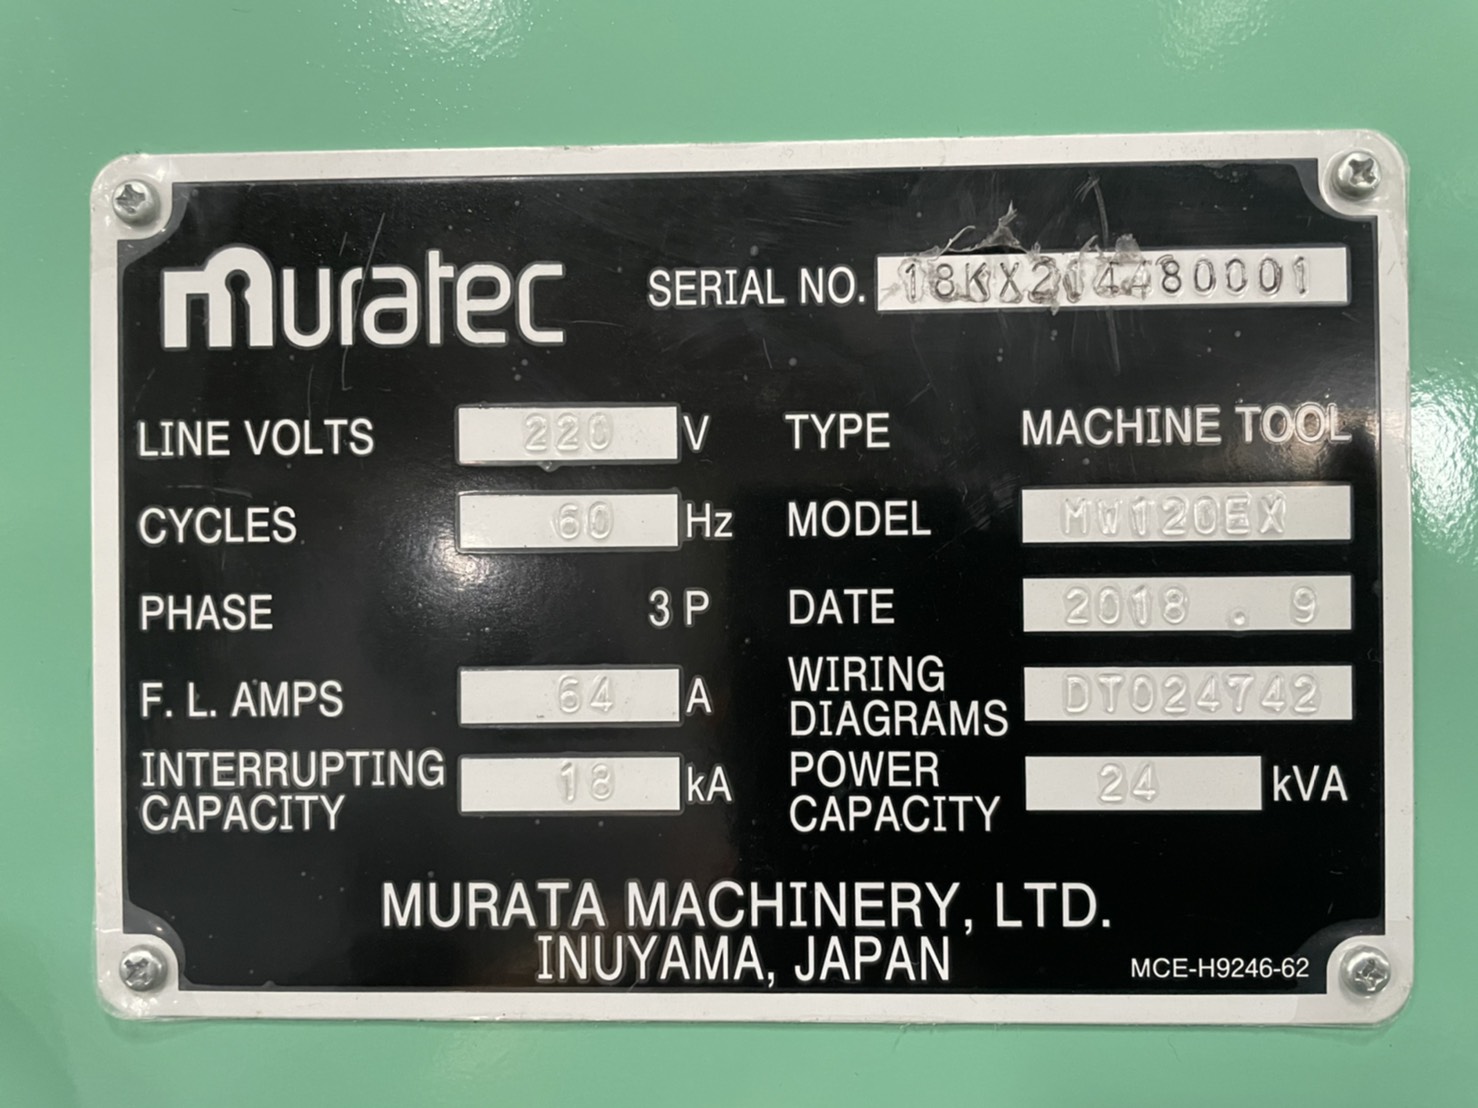 muratec
SERIAL NO. 18KX214480001
LINE VOLTS 220 V
TYPE MACHINE TOOL
CYCLES 60 Hz
MODEL MW120EX
PHASE 3 P
DATE 2018 . 9
F. L. AMPS 64 A
WIRING
DIAGRAMS DT024742
INTERRUPTING
CAPACITY 18 kA
POWER
CAPACITY 24 kVA
MURATA MACHINERY, LTD.
INUYAMA, JAPAN
MCE-H9246-62